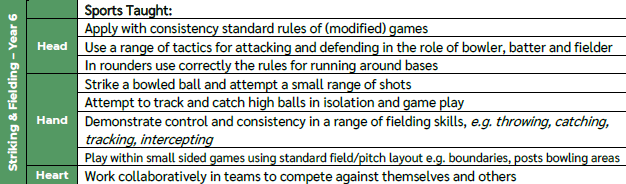 Striking & Fielding – Year 6
Sports Taught:
Head
Apply with consistency standard rules of (modified) games
Use a range of tactics for attacking and defending in the role of bowler, batter and fielder
In rounders use correctly the rules for running around bases
Hand
Strike a bowled ball and attempt a small range of shots
Attempt to track and catch high balls in isolation and game play
Demonstrate control and consistency in a range of fielding skills, e.g. throwing, catching,
tracking, intercepting
Play within small sided games using standard field/pitch layout e.g. boundaries, posts bowling areas
Heart
Work collaboratively in teams to compete against themselves and others